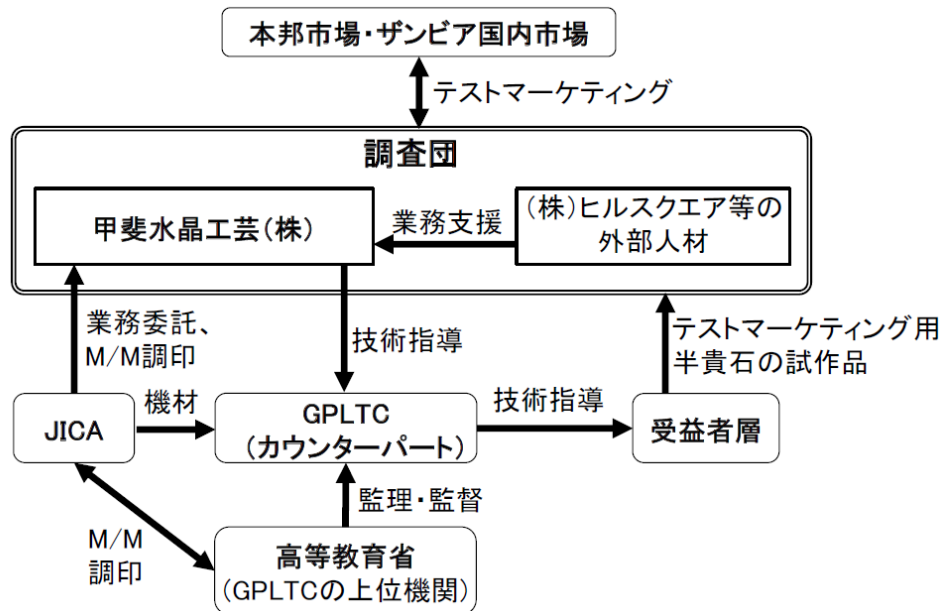 本邦市場・ザンビア国内市場
テストマーケティング
調査団
甲斐水晶工芸(株)
業務支援
(株)ヒルスクエア等の
外部人材
業務委託、
M/M調印
技術指導
テストマーケティング用
半貴石の試作品
JICA
機材
GPLTC
(カウンターパート)
技術指導
受益者層
監理・監督
M/M
調印
高等教育省
(GPLTCの上位機関)